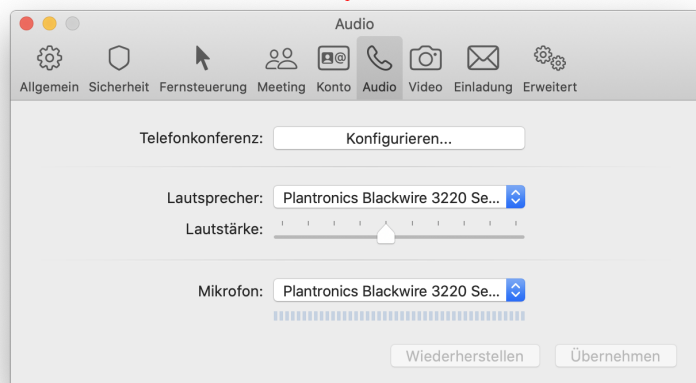 Audio
Allgemein Sicherheit Fernsteuerung Meeting Konto Audio Video Einladung Erweitert
Telefonkonferenz: Konfigurieren...
Lautsprecher: Plantronics Blackwire 3220 Se...
Lautstärke:
Mikrofon: Plantronics Blackwire 3220 Se...
Wiederherstellen Übernehmen